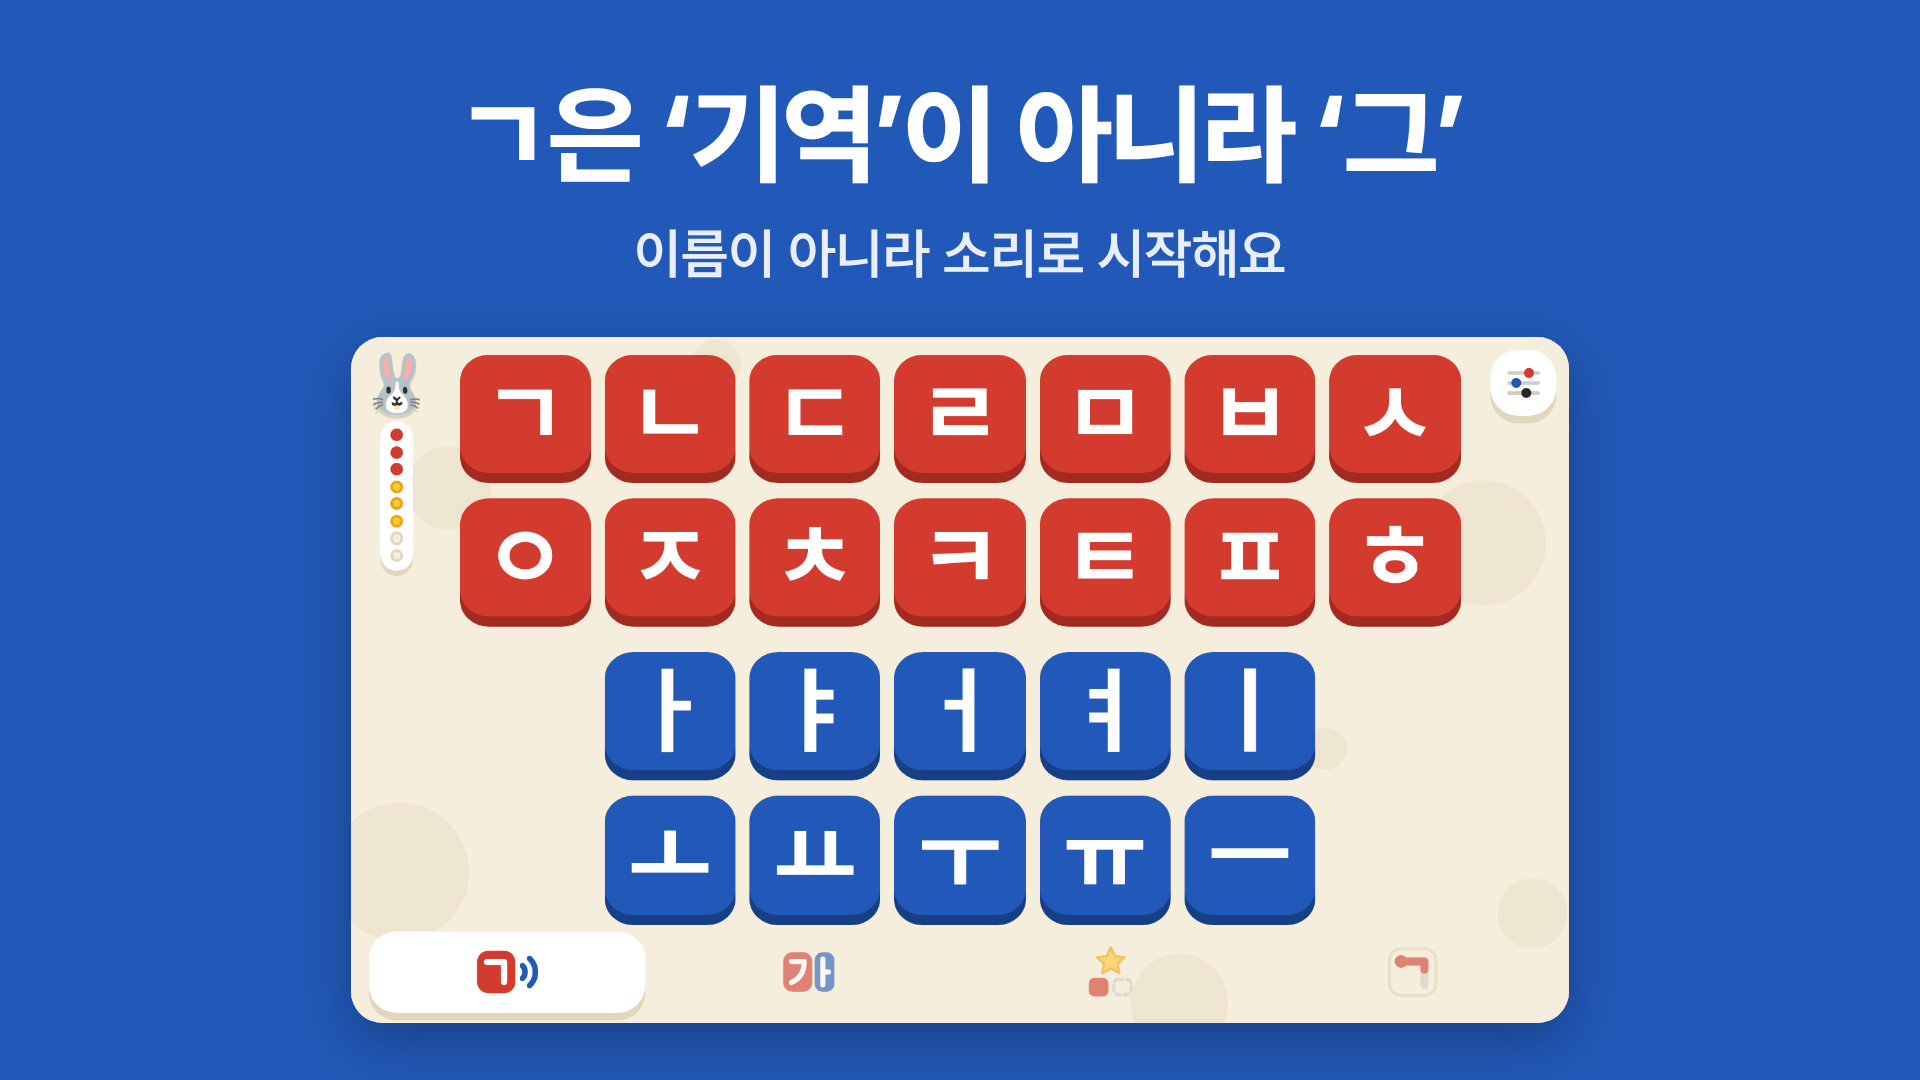 ㄱ은 ‘기역’이 아니라 ‘그’
이름이 아니라 소리로 시작해요
ㄱ ㄴ ㄷ ㄹ ㅁ ㅂ ㅅ
ㅇ ㅈ ㅊ ㅋ ㅌ ㅍ ㅎ
ㅏ ㅑ ㅓ ㅕ ㅣ
ㅗ ㅛ ㅜ ㅠ ㅡ
ㄱ 가 ㄱ